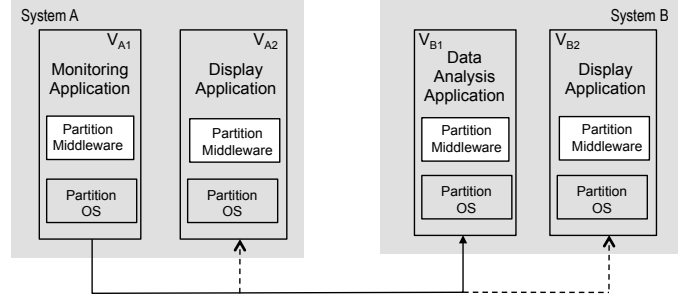 System A
V_A1
Monitoring
Application
Partition
Middleware
Partition
OS
V_A2
Display
Application
Partition
Middleware
Partition
OS
System B
V_B1
Data
Analysis
Application
Partition
Middleware
Partition
OS
V_B2
Display
Application
Partition
Middleware
Partition
OS